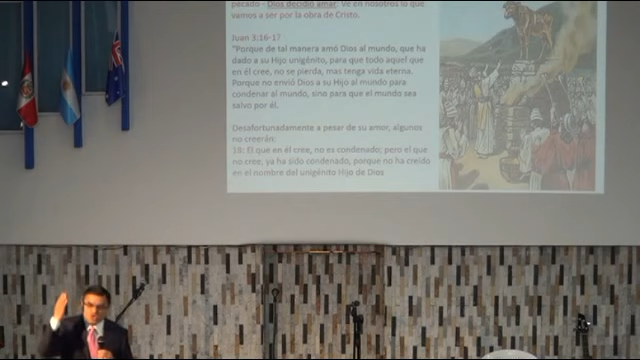 pecado - Dios decidió amar: Ve en nosotros lo que
vamos a ser por la obra de Cristo.
Juan 3:16-17
"Porque de tal manera amó Dios al mundo, que ha
dado a su Hijo unigénito, para que todo aquel que
en él cree, no se pierda, mas tenga vida eterna.
Porque no envió Dios a su Hijo al mundo para
condenar al mundo, sino para que el mundo sea
salvo por él.
Desafortunadamente a pesar de su amor, algunos
no creerán:
18: El que en él cree, no es condenado; pero el que
no cree, ya ha sido condenado, porque no ha creído
en el nombre del unigénito Hijo de Dios